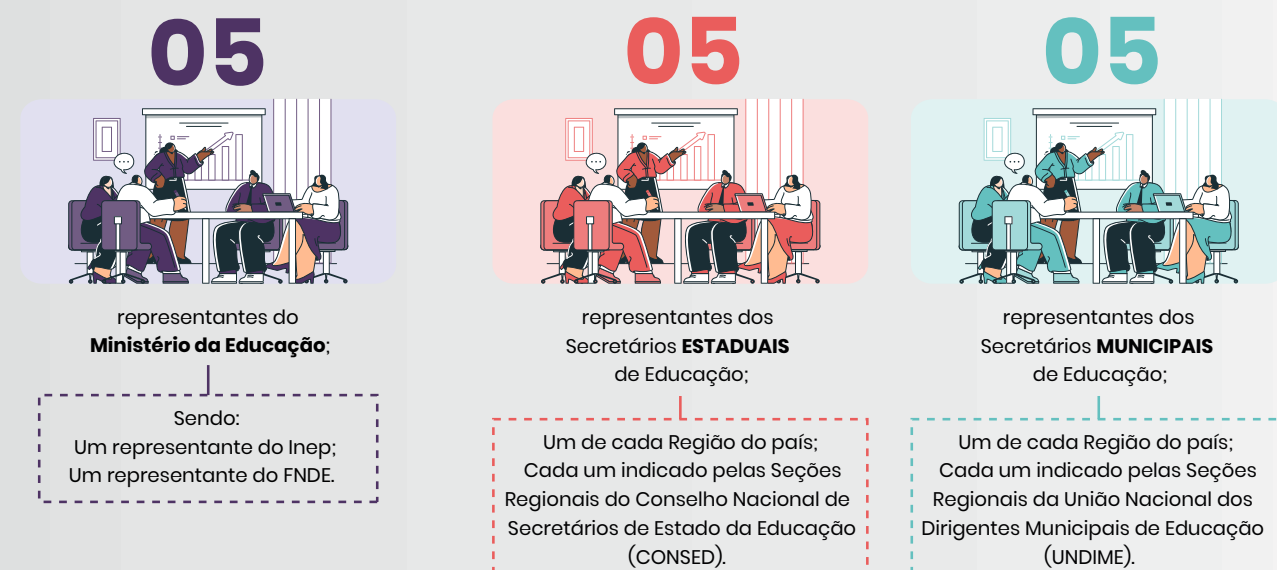 05
representantes do
Ministério da Educação;
Sendo:
Um representante do Inep;
Um representante do FNDE.
05
representantes dos
Secretários ESTADUAIS
de Educação;
Um de cada Região do país;
Cada um indicado pelas Seções
Regionais do Conselho Nacional de
Secretários de Estado da Educação
(CONSED).
05
representantes dos
Secretários MUNICIPAIS
de Educação;
Um de cada Região do país;
Cada um indicado pelas Seções
Regionais da União Nacional dos
Dirigentes Municipais de Educação
(UNDIME).